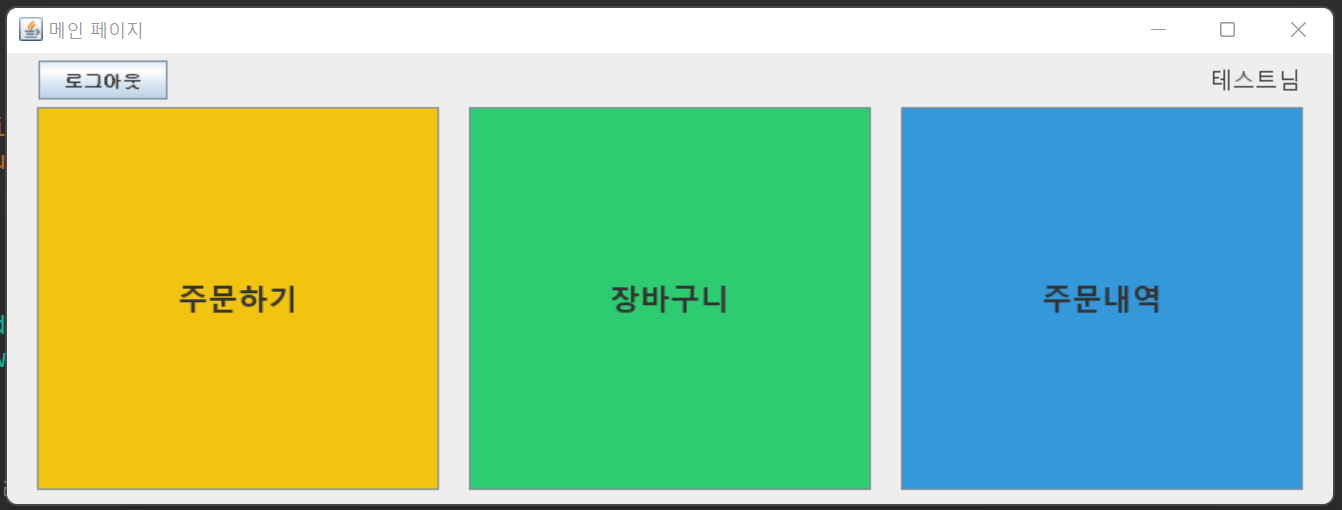 메인 페이지
로그아웃
테스트님
주문하기
장바구니
주문내역